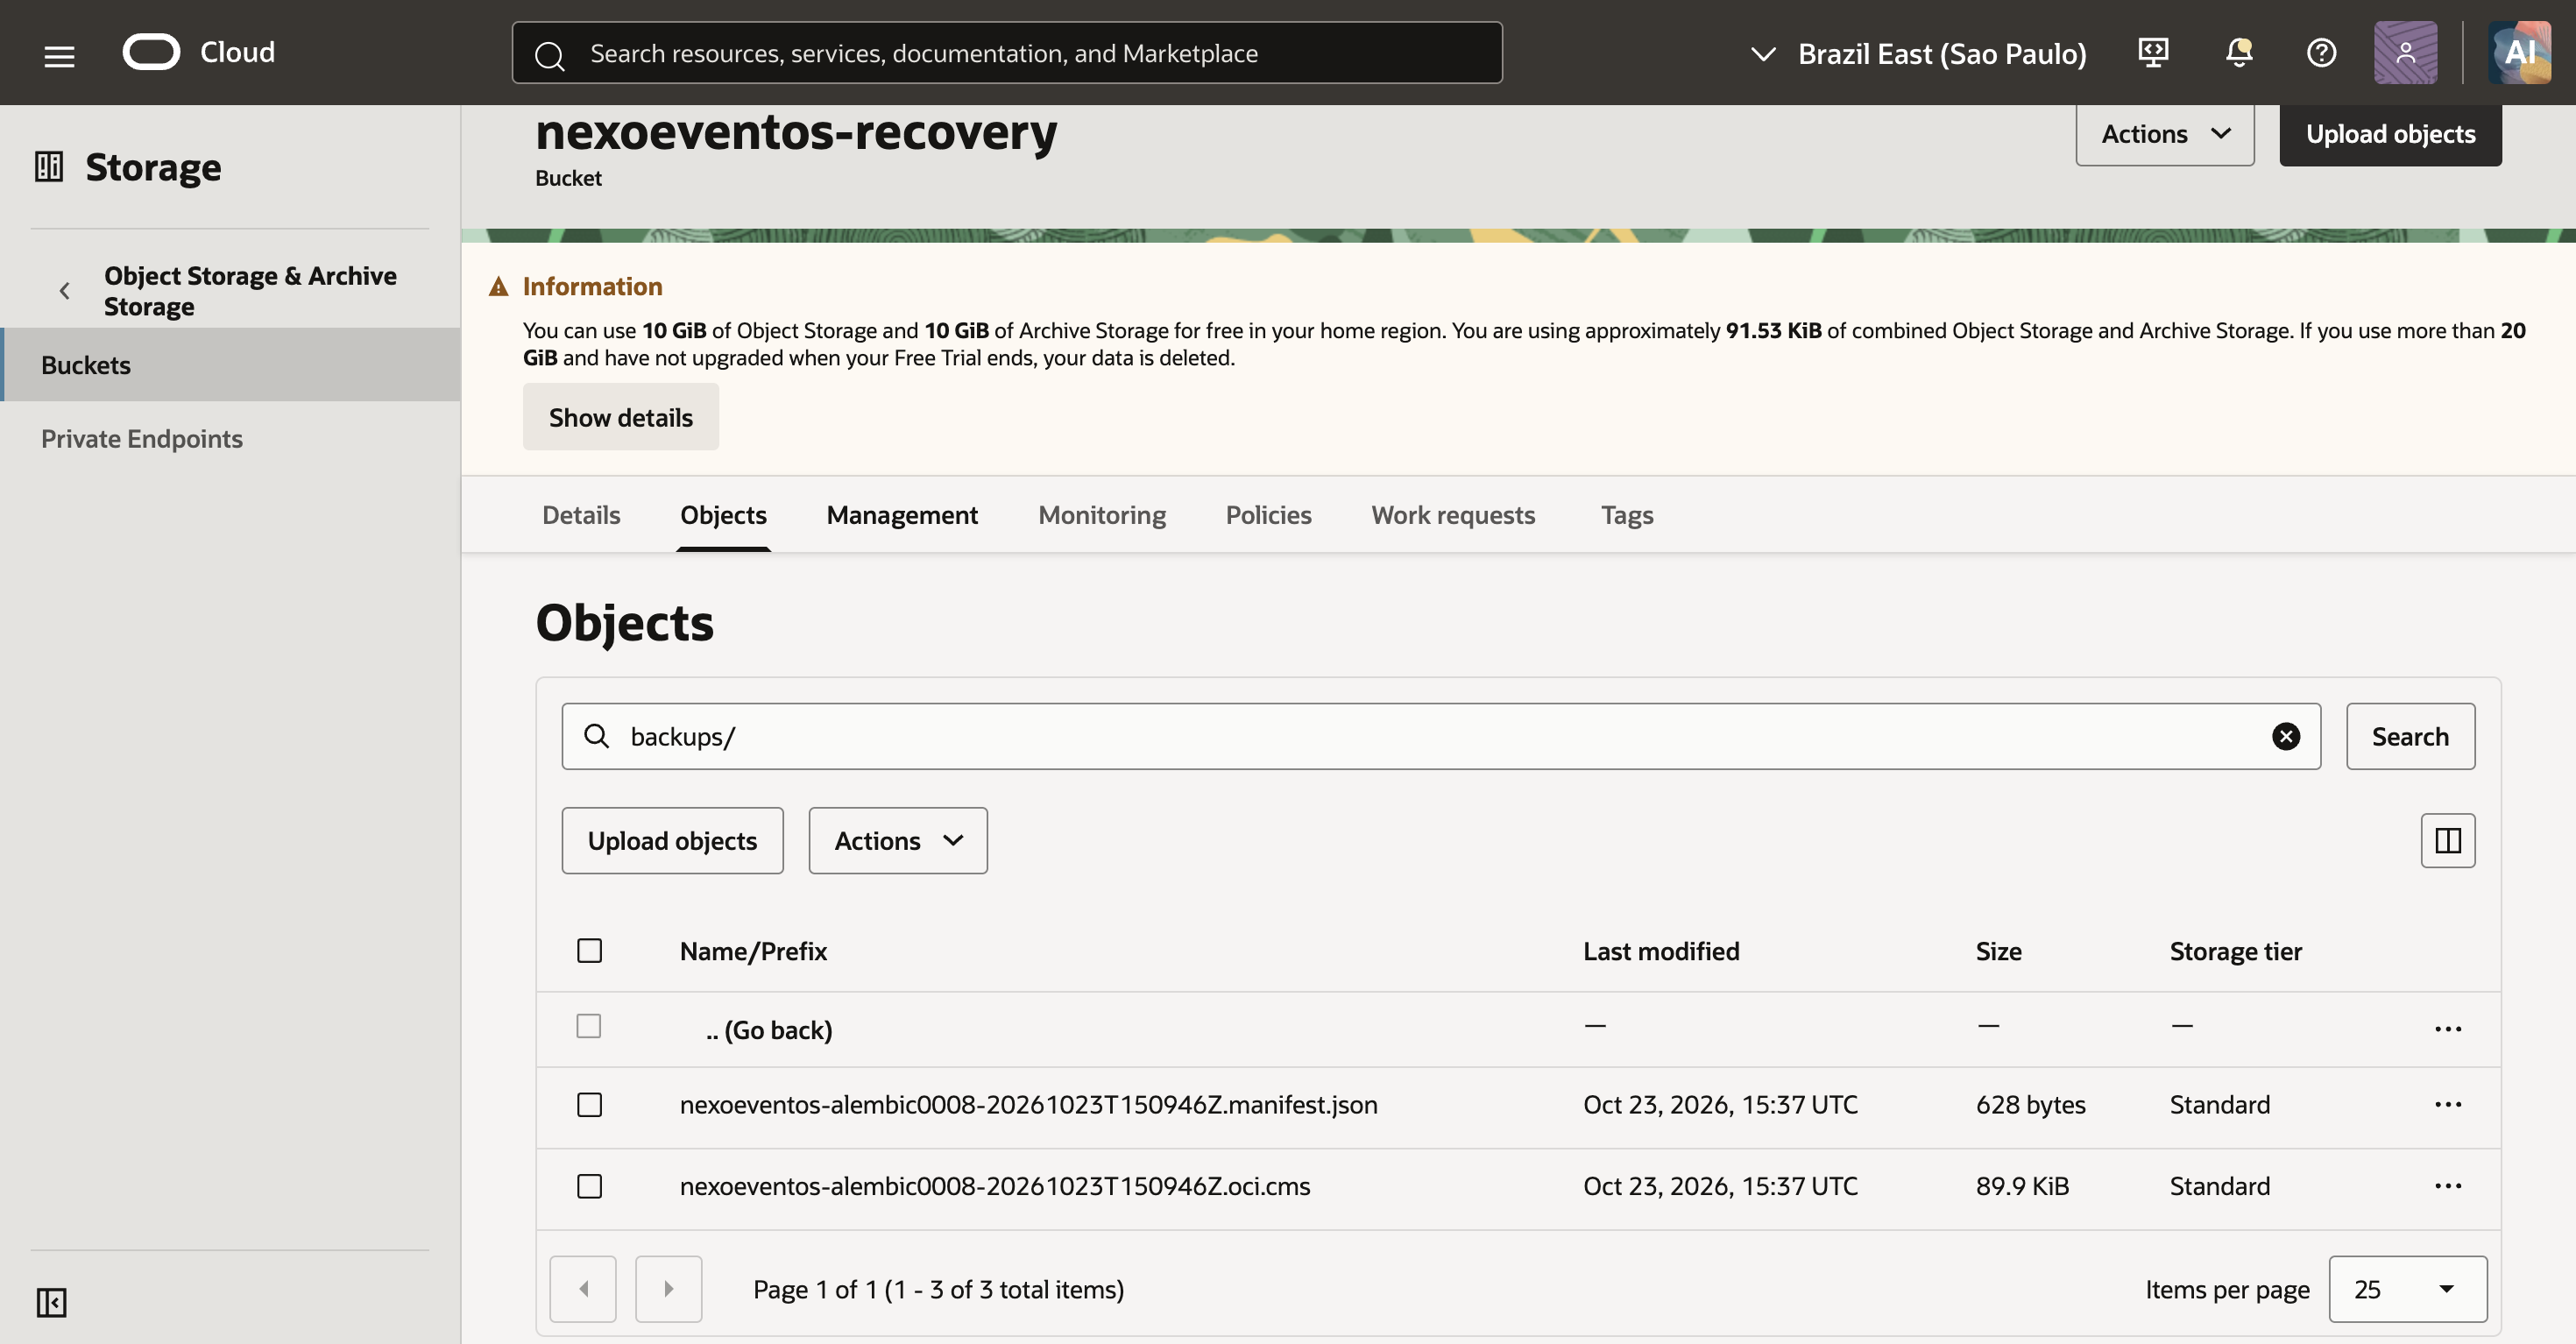 Cloud
Search resources, services, documentation, and Marketplace
Brazil East (Sao Paulo)
AI
Storage
Object Storage & Archive
Storage
Buckets
Private Endpoints
nexoeventos-recovery
Bucket
Actions
Upload objects
Information
You can use 10 GiB of Object Storage and 10 GiB of Archive Storage for free in your home region. You are using approximately 91.53 KiB of combined Object Storage and Archive Storage. If you use more than 20
GiB and have not upgraded when your Free Trial ends, your data is deleted.
Show details
Details Objects Management Monitoring Policies Work requests Tags
Objects
backups/
Search
Upload objects
Actions
Name/Prefix Last modified Size Storage tier
.. (Go back) — — —
nexoeventos-alembic0008-20261023T150946Z.manifest.json Oct 23, 2026, 15:37 UTC 628 bytes Standard
nexoeventos-alembic0008-20261023T150946Z.oci.cms Oct 23, 2026, 15:37 UTC 89.9 KiB Standard
Page 1 of 1 (1 - 3 of 3 total items)
Items per page 25